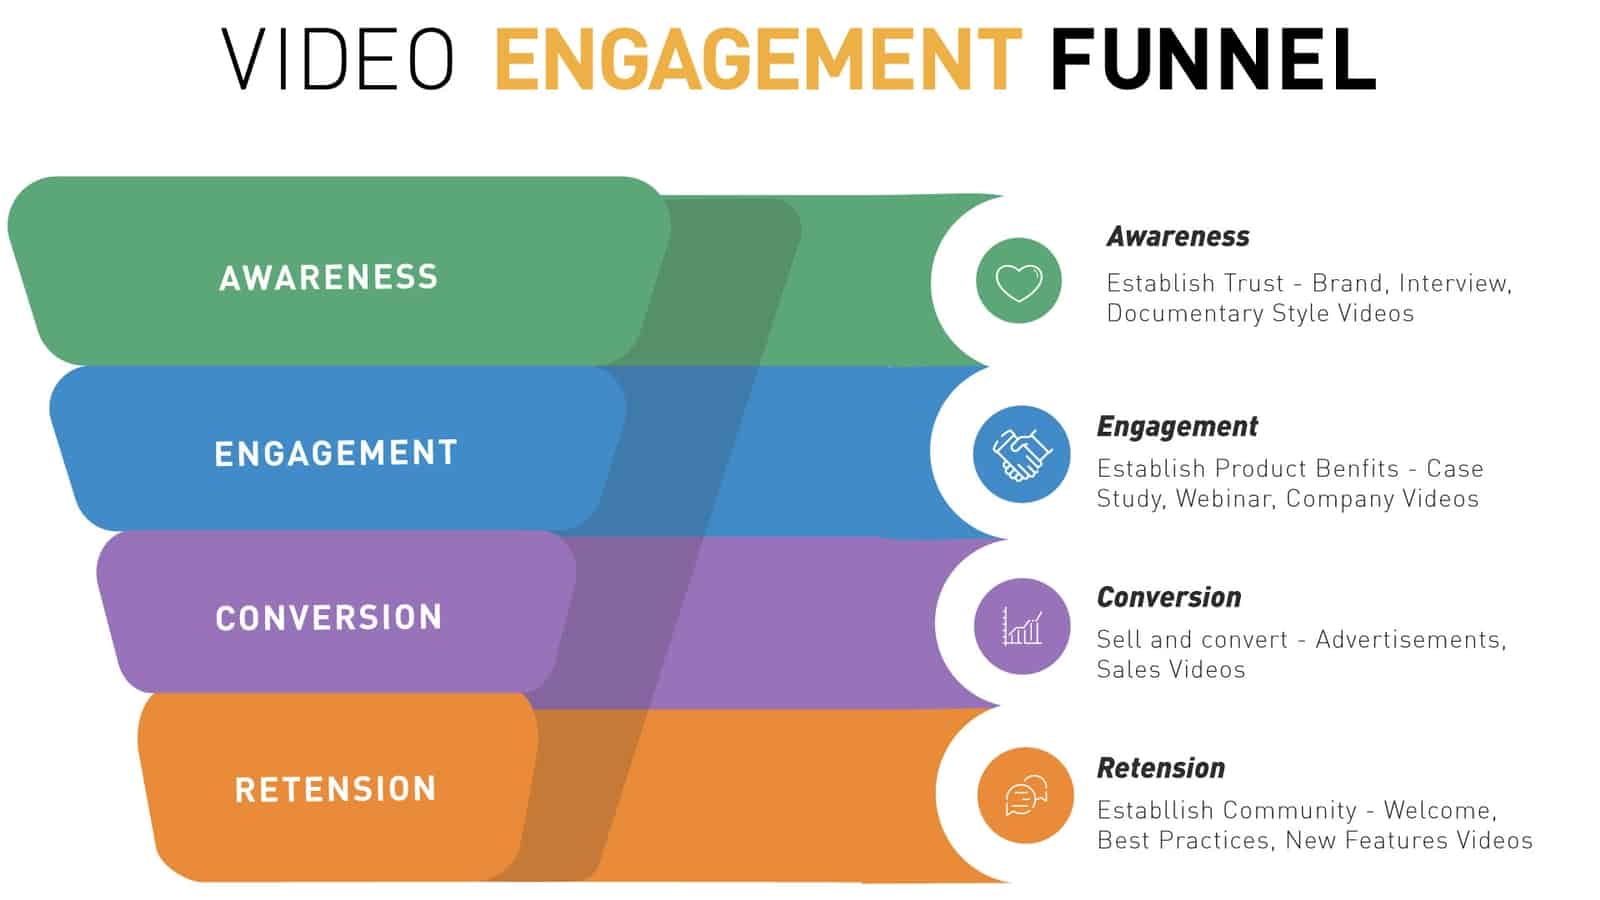 VIDEO ENGAGEMENT FUNNEL
AWARENESS
Awareness
Establish Trust - Brand, Interview,
Documentary Style Videos
ENGAGEMENT
Engagement
Establish Product Benfits - Case
Study, Webinar, Company Videos
CONVERSION
Conversion
Sell and convert - Advertisements,
Sales Videos
RETENSION
Retension
Establlish Community - Welcome,
Best Practices, New Features Videos